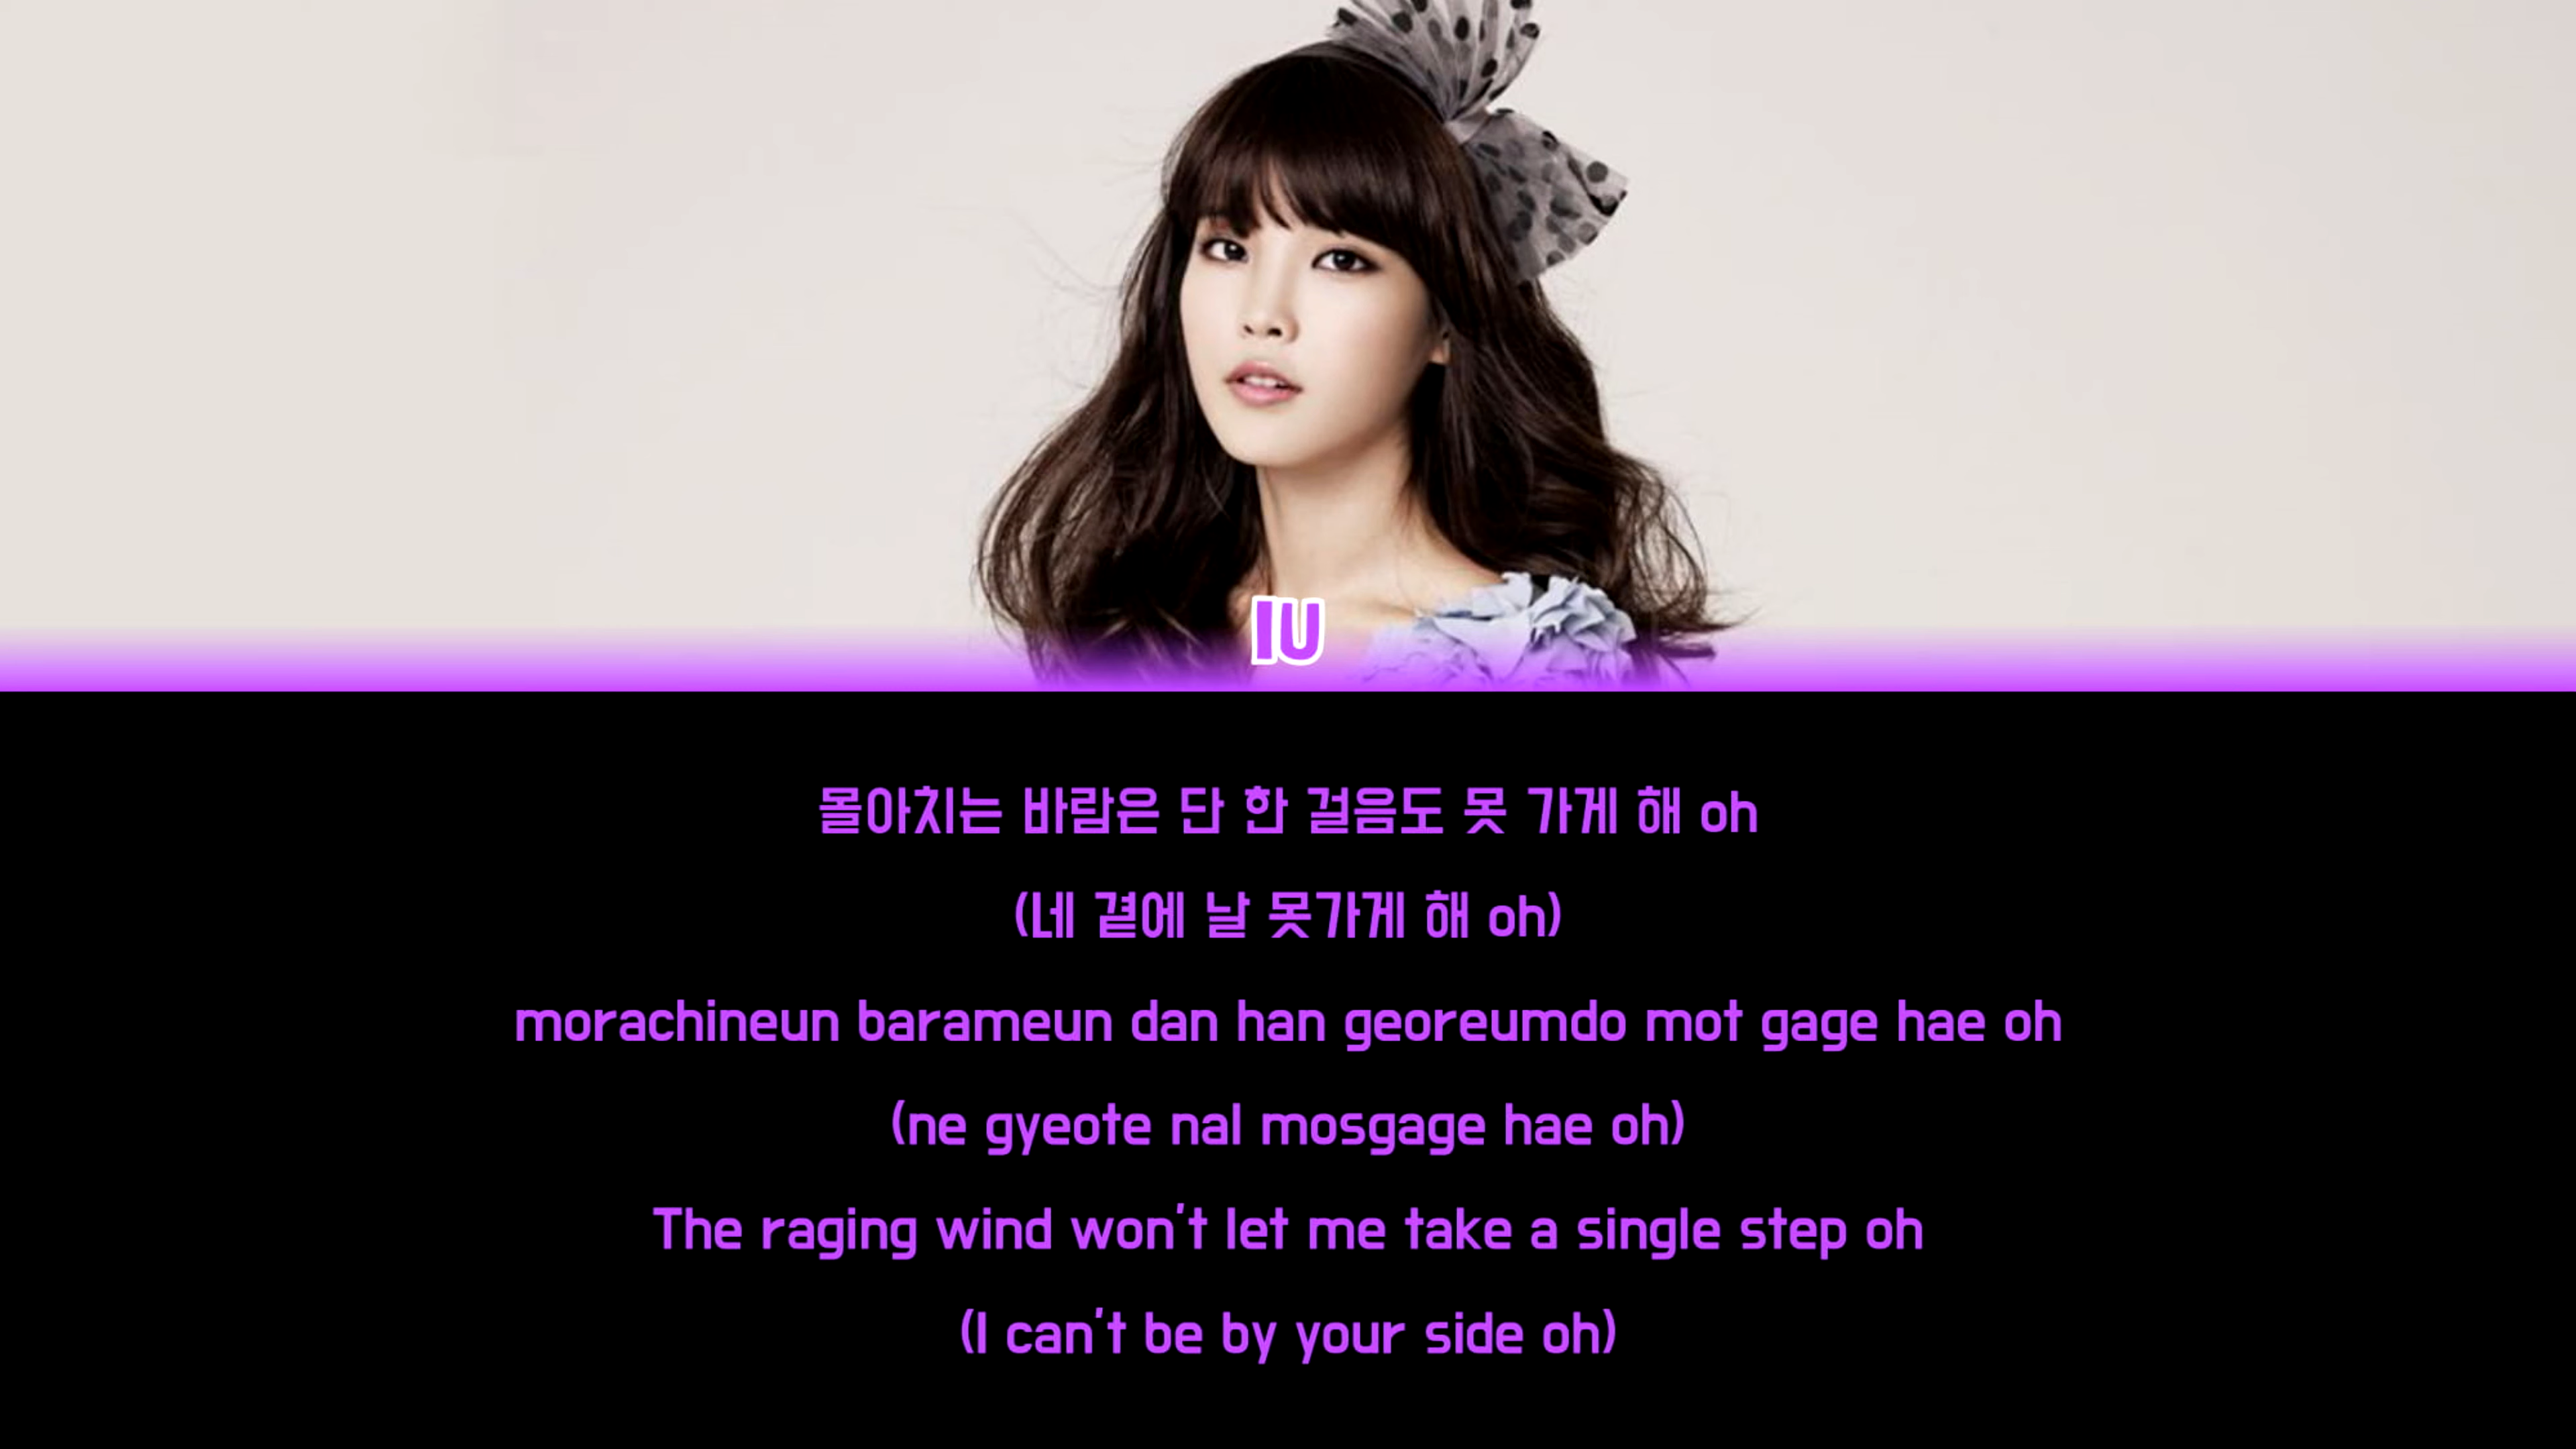 IU
몰아치는 바람은 단 한 걸음도 못 가게 해 oh
(네 곁에 날 못가게 해 oh)
morachineun barameun dan han georeumdo mot gage hae oh
(ne gyeote nal mosgage hae oh)
The raging wind won't let me take a single step oh
(I can't be by your side oh)